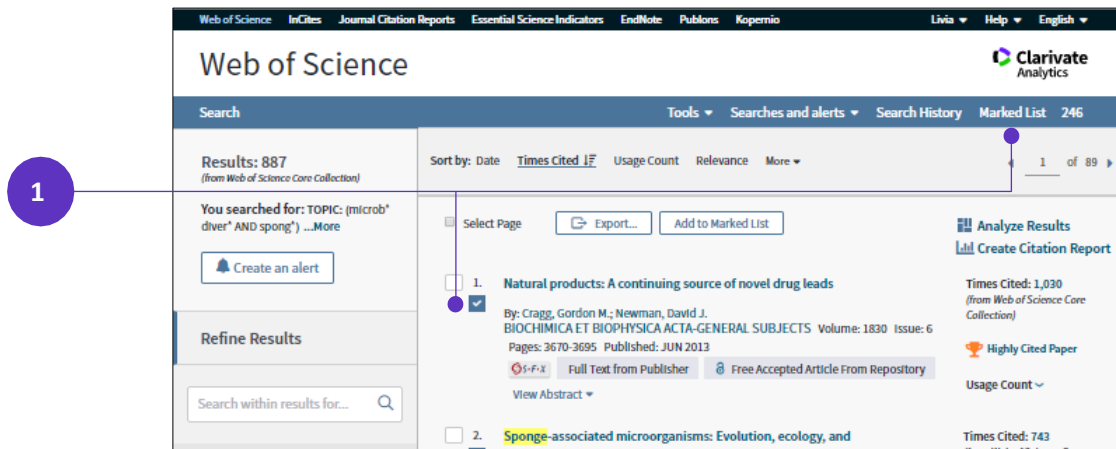 Web of Science InCites Journal Citation Reports Essential Science Indicators EndNote Publons Kopernio Livia Help English
Web of Science
Clarivate
Analytics
Search Tools Searches and alerts Search History Marked List 246
Results: 887
(from Web of Science Core Collection)
You searched for: TOPIC: (microb*
diver* AND spong*) ...More
Create an alert
Refine Results
Search within results for...
1
Sort by: Date Times Cited Usage Count Relevance More
1 of 89
Select Page Export... Add to Marked List
Analyze Results
Create Citation Report
1. Natural products: A continuing source of novel drug leads
By: Cragg, Gordon M.; Newman, David J.
BIOCHIMICA ET BIOPHYSICA ACTA-GENERAL SUBJECTS Volume: 1830 Issue: 6
Pages: 3670-3695 Published: JUN 2013
S·F·X Full Text from Publisher Free Accepted Article From Repository
View Abstract
Times Cited: 1,030
(from Web of Science Core
Collection)
Highly Cited Paper
Usage Count
2. Sponge-associated microorganisms: Evolution, ecology, and
Times Cited: 743